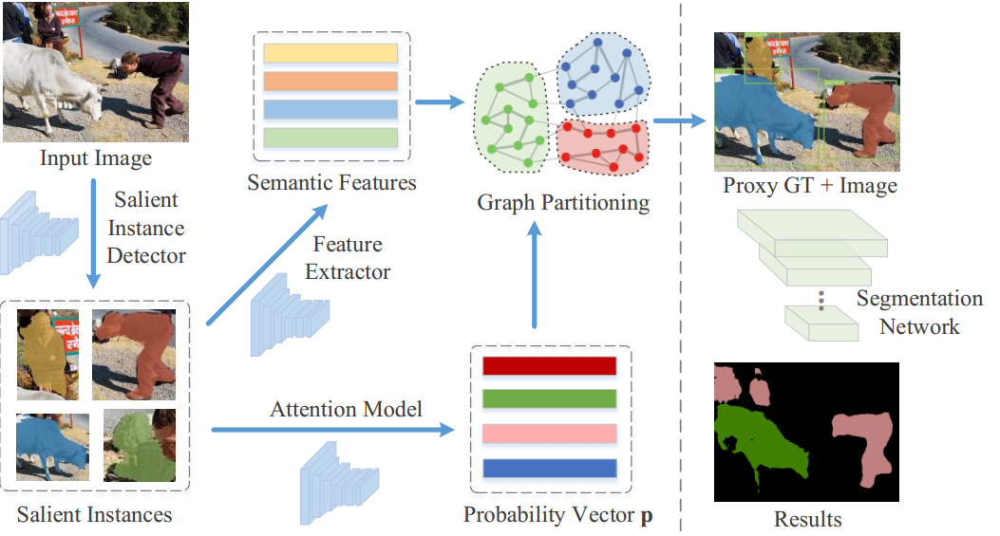 Input Image
Salient
Instance
Detector
Salient Instances
Semantic Features
Feature
Extractor
Attention Model
Graph Partitioning
Probability Vector p
Proxy GT + Image
Segmentation
Network
Results